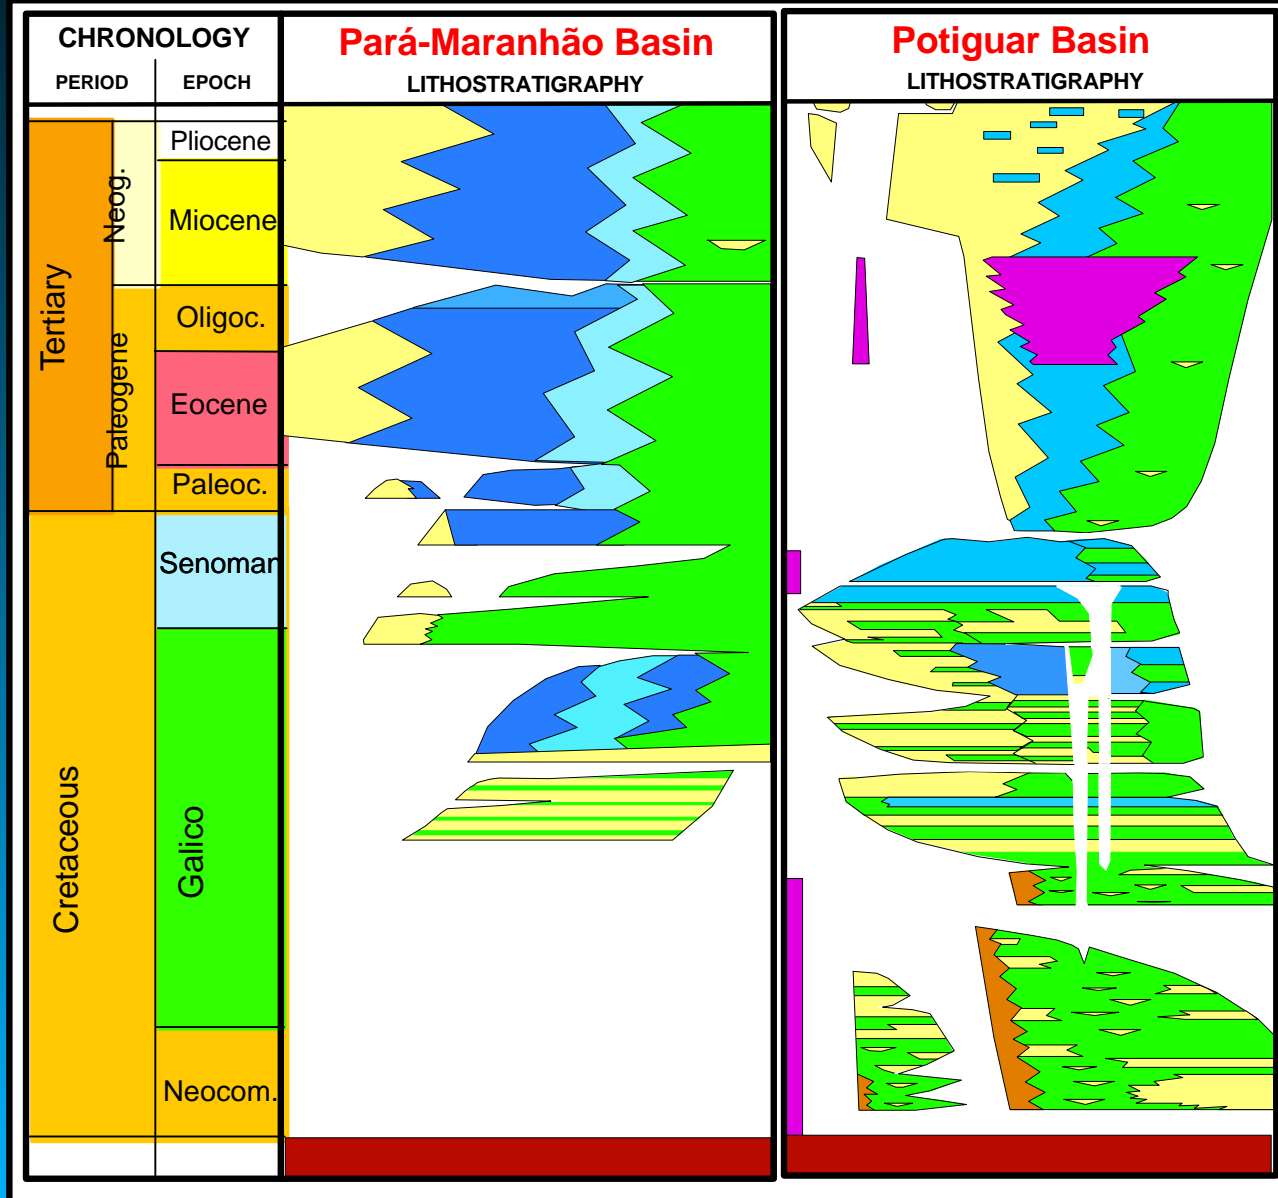 CHRONOLOGY
PERIOD
EPOCH
Pará-Maranhão Basin
LITHOSTRATIGRAPHY
Potiguar Basin
LITHOSTRATIGRAPHY
Tertiary
Neog.
Paleogene
Pliocene
Miocene
Oligoc.
Eocene
Paleoc.
Cretaceous
Senoman
Galico
Neocom.